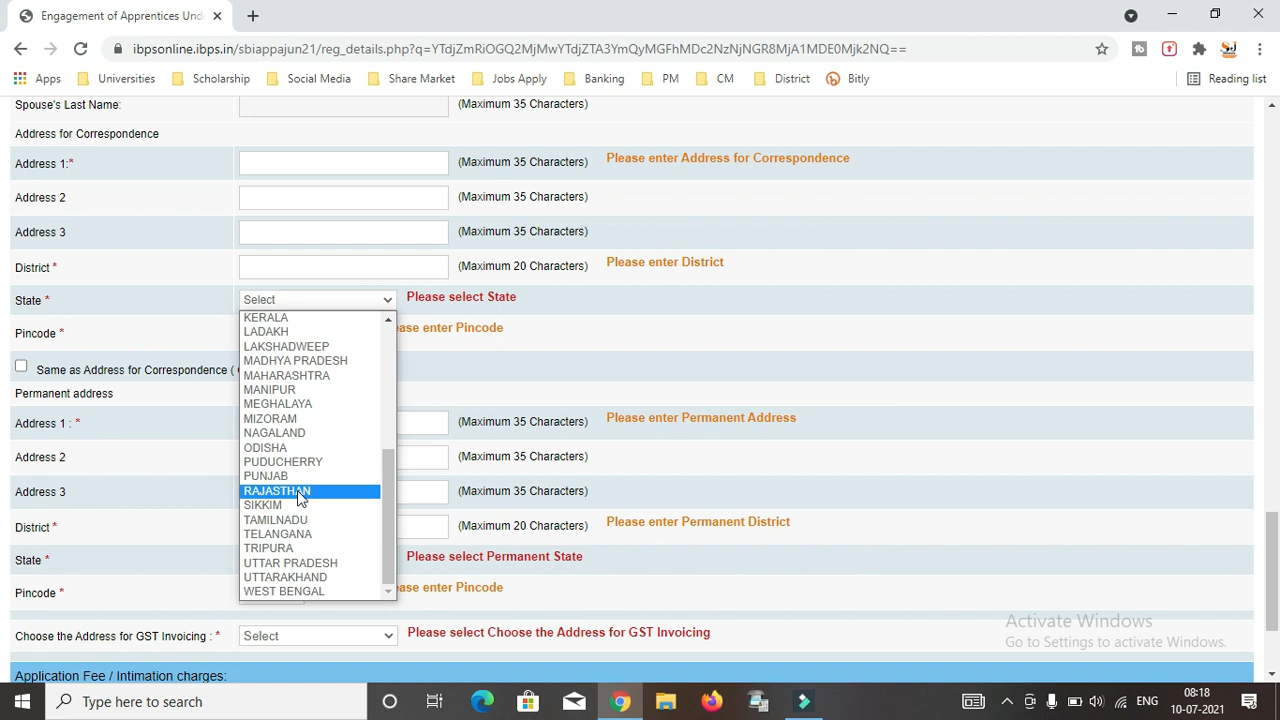 Engagement of Apprentices Und
ibpsonline.ibps.in/sbiappajun21/reg_details.php?q=YTdjZmRiOGQ2MjMwYTdjZTA3YmQyMGFhMDc2NzNjNGR8MjA1MDE0Mjk2NQ==
Apps Universities Scholarship Social Media Share Market Jobs Apply Banking PM CM District Bitly Reading list
Spouse's Last Name: (Maximum 35 Characters)
Address for Correspondence
Address 1:* (Maximum 35 Characters) Please enter Address for Correspondence
Address 2 (Maximum 35 Characters)
Address 3 (Maximum 35 Characters)
District * (Maximum 20 Characters) Please enter District
State * Select Please select State
KERALA
LADAKH
Pincode * ase enter Pincode
LAKSHADWEEP
MADHYA PRADESH
Same as Address for Correspondence (
MAHARASHTRA
MANIPUR
Permanent address
MEGHALAYA
MIZORAM
Address 1 : * (Maximum 35 Characters) Please enter Permanent Address
NAGALAND
ODISHA
Address 2 (Maximum 35 Characters)
PUDUCHERRY
PUNJAB
RAJASTHAN
Address 3 (Maximum 35 Characters)
SIKKIM
TAMILNADU
District * (Maximum 20 Characters) Please enter Permanent District
TELANGANA
TRIPURA
State * Please select Permanent State
UTTAR PRADESH
UTTARAKHAND
WEST BENGAL
Pincode * ase enter Pincode
Choose the Address for GST Invoicing : * Select Please select Choose the Address for GST Invoicing
Activate Windows
Go to Settings to activate Windows.
Application Fee / Intimation charges:
Type here to search
ENG
08:18
10-07-2021